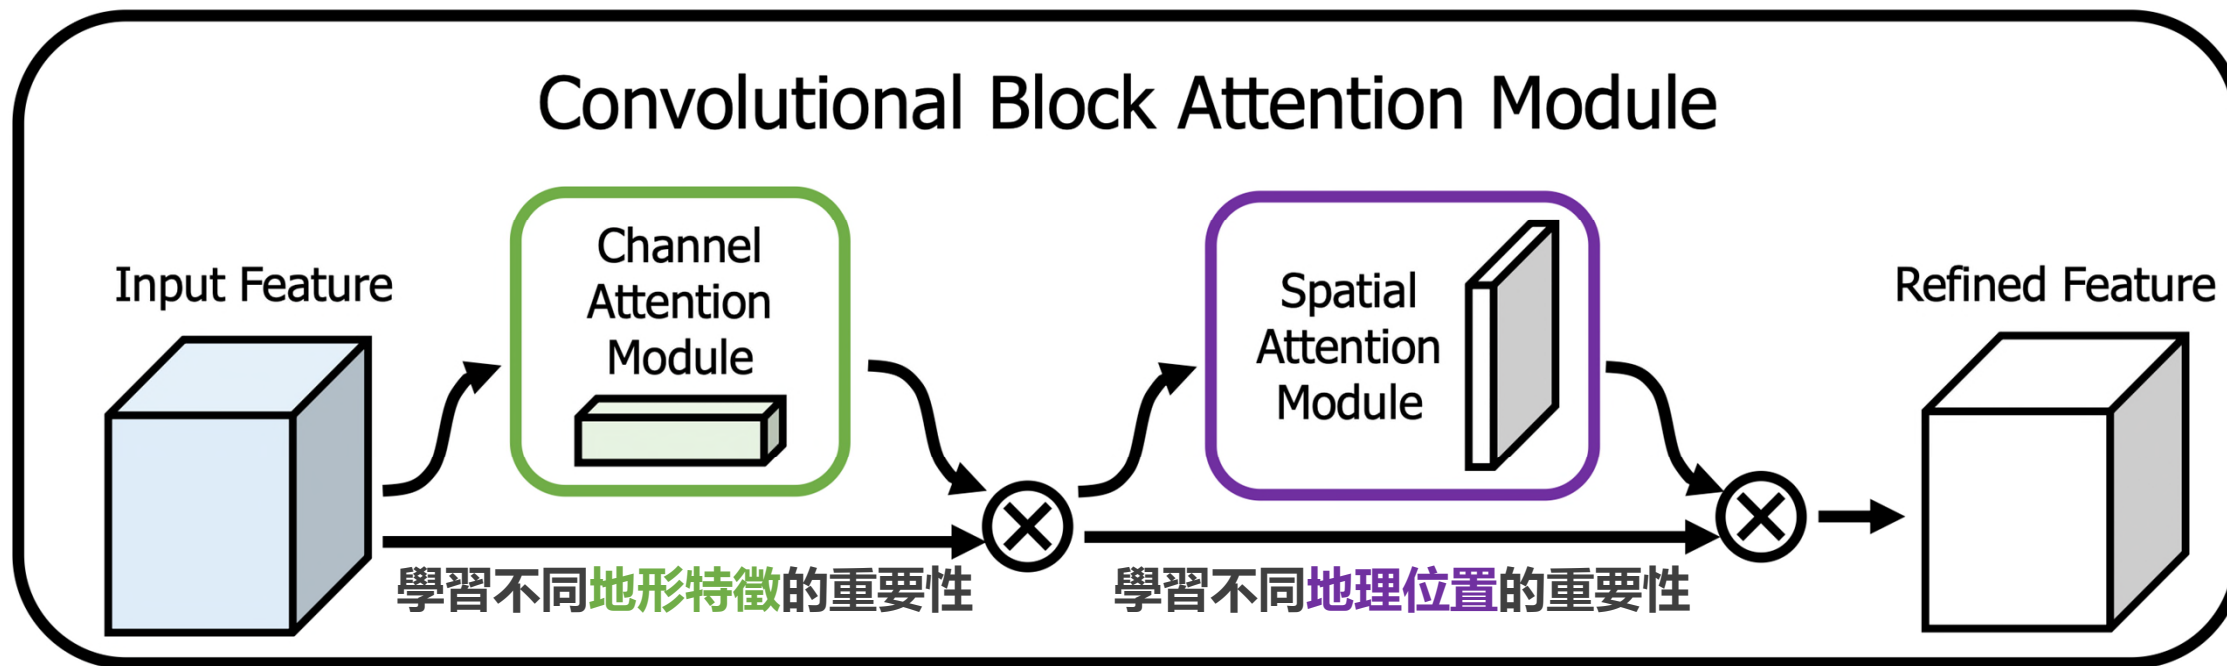 Convolutional Block Attention Module
Input Feature
Channel
Attention
Module
Spatial
Attention
Module
Refined Feature
學習不同地形特徵的重要性
學習不同地理位置的重要性